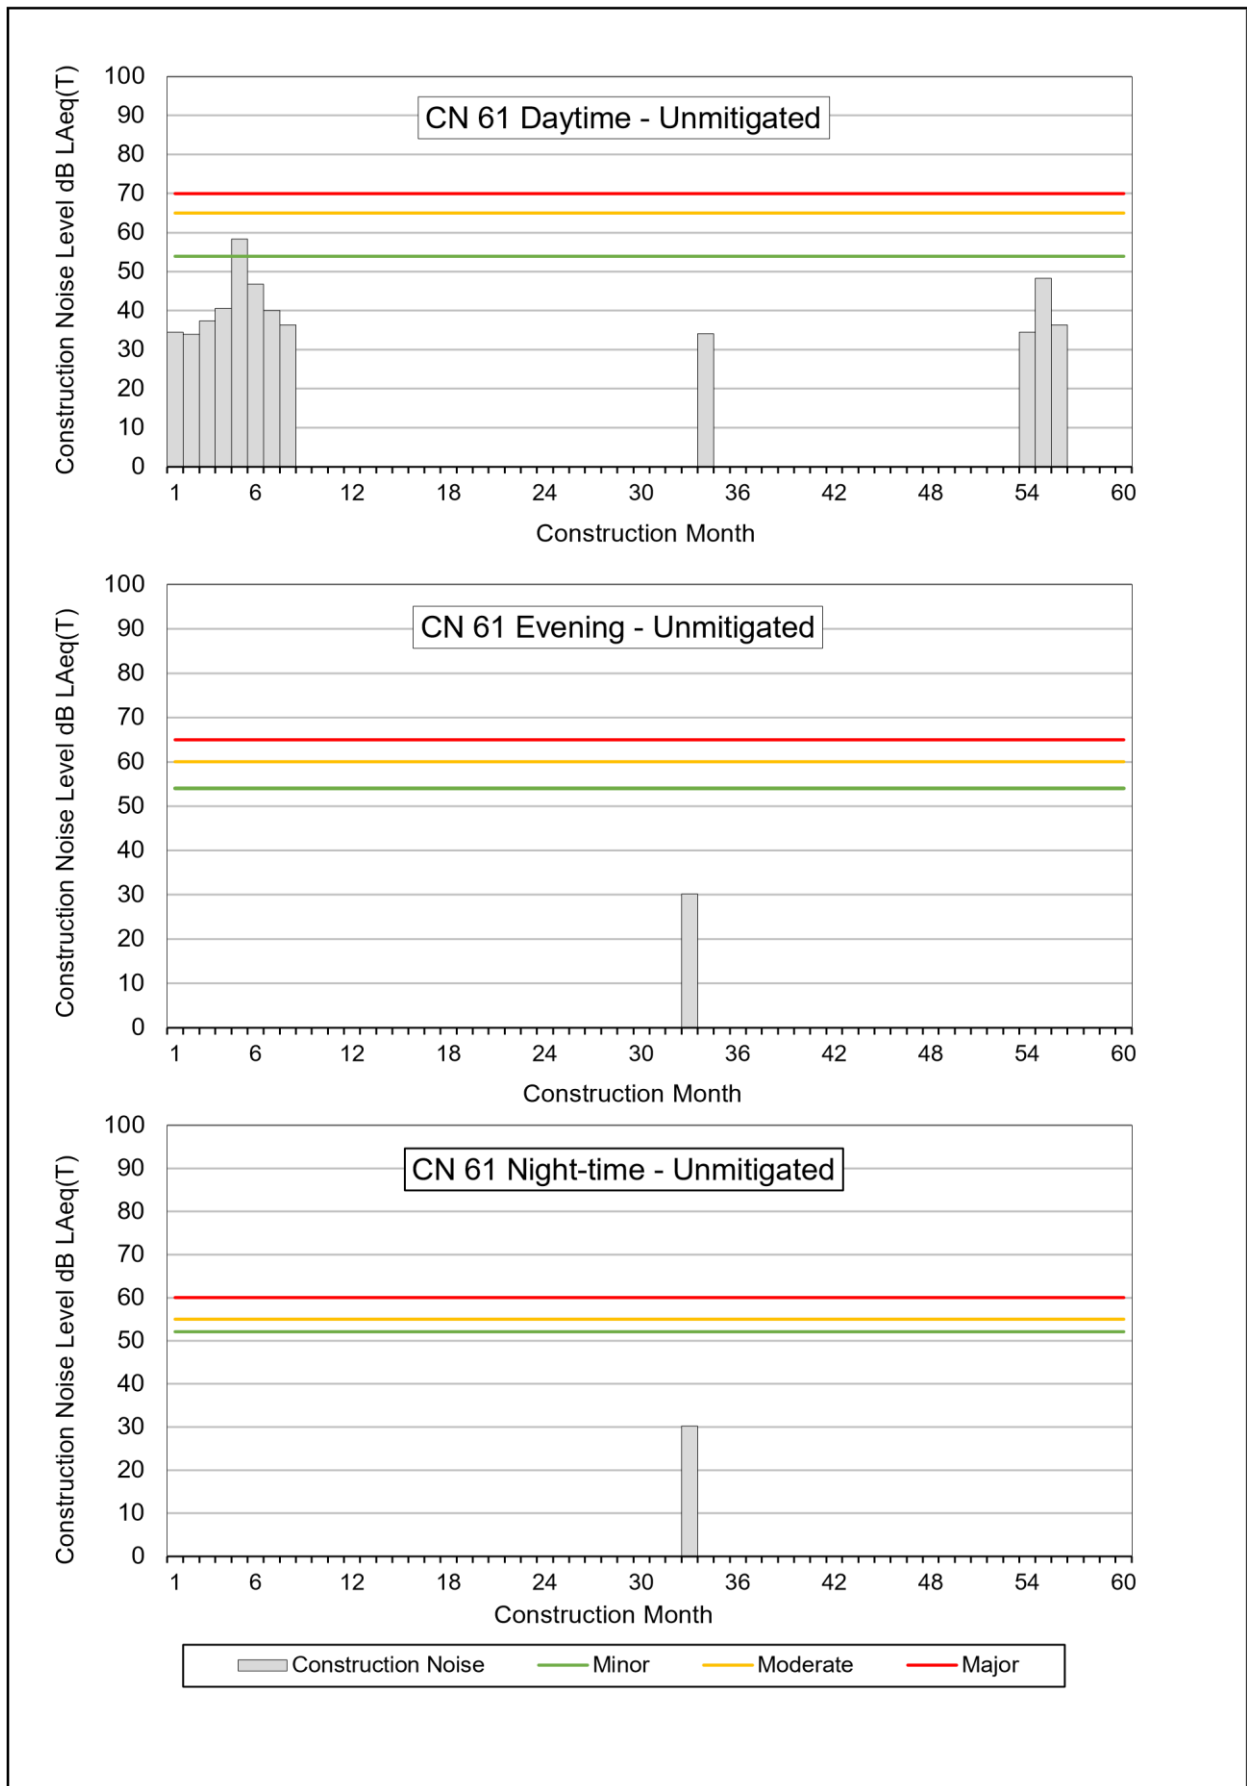 CN 61 Daytime - Unmitigated
Construction Noise Level dB LAeq(T)
100
90
80
70
60
50
40
30
20
10
0
1 6 12 18 24 30 36 42 48 54 60
Construction Month
CN 61 Evening - Unmitigated
Construction Noise Level dB LAeq(T)
100
90
80
70
60
50
40
30
20
10
0
1 6 12 18 24 30 36 42 48 54 60
Construction Month
CN 61 Night-time - Unmitigated
Construction Noise Level dB LAeq(T)
100
90
80
70
60
50
40
30
20
10
0
1 6 12 18 24 30 36 42 48 54 60
Construction Month
Construction Noise Minor Moderate Major